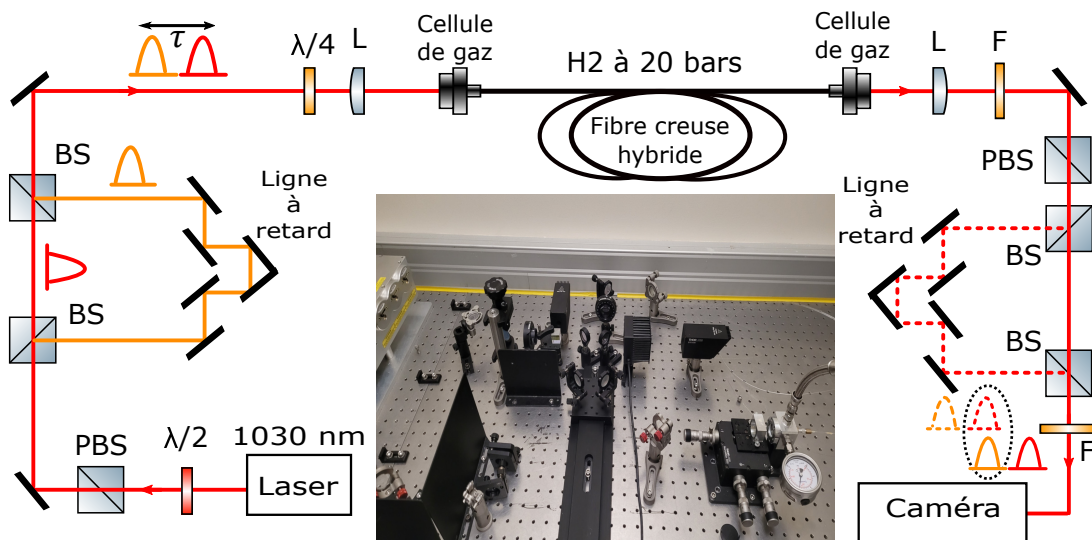 τ
λ/4
L
Cellule
de gaz
H2 à 20 bars
Fibre creuse
hybride
Cellule
de gaz
L
F
PBS
BS
BS
Ligne
à
retard
BS
BS
Ligne
à
retard
PBS
λ/2
1030 nm
Laser
F
Caméra